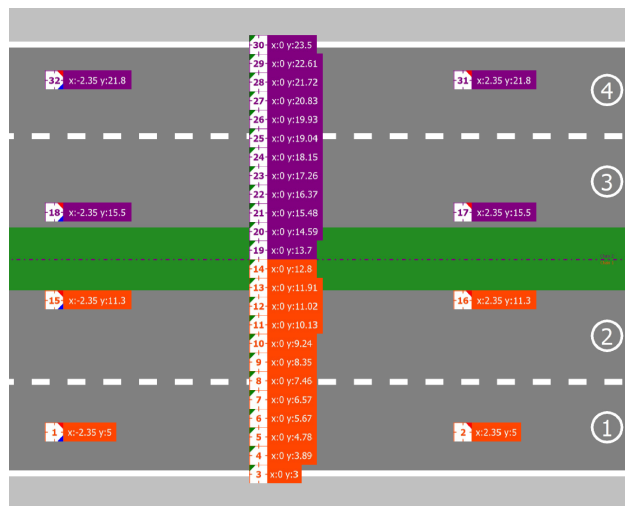 30 x:0 y:23.5
29 x:0 y:22.61
32 x:-2.35 y:21.8
28 x:0 y:21.72
31 x:2.35 y:21.8
4
27 x:0 y:20.83
26 x:0 y:19.93
25 x:0 y:19.04
24 x:0 y:18.15
23 x:0 y:17.26
3
22 x:0 y:16.37
18 x:-2.35 y:15.5
21 x:0 y:15.48
17 x:2.35 y:15.5
20 x:0 y:14.59
19 x:0 y:13.7
14 x:0 y:12.8
13 x:0 y:11.91
15 x:-2.35 y:11.3
12 x:0 y:11.02
16 x:2.35 y:11.3
11 x:0 y:10.13
2
10 x:0 y:9.24
9 x:0 y:8.35
8 x:0 y:7.46
7 x:0 y:6.57
6 x:0 y:5.67
1
1 x:-2.35 y:5
5 x:0 y:4.78
2 x:2.35 y:5
4 x:0 y:3.89
3 x:0 y:3